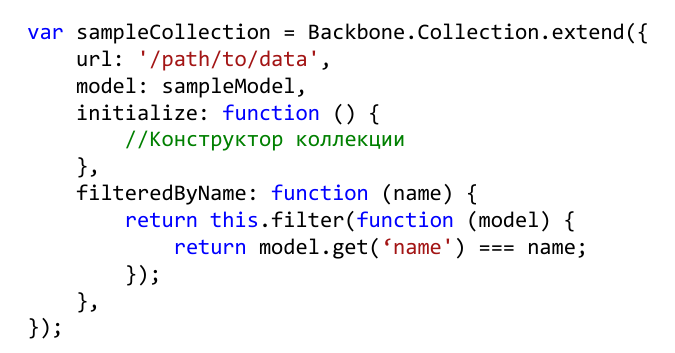 var sampleCollection = Backbone.Collection.extend({
    url: '/path/to/data',
    model: sampleModel,
    initialize: function () {
        //Конструктор коллекции
    },
    filteredByName: function (name) {
        return this.filter(function (model) {
            return model.get(‘name') === name;
        });
    },
});